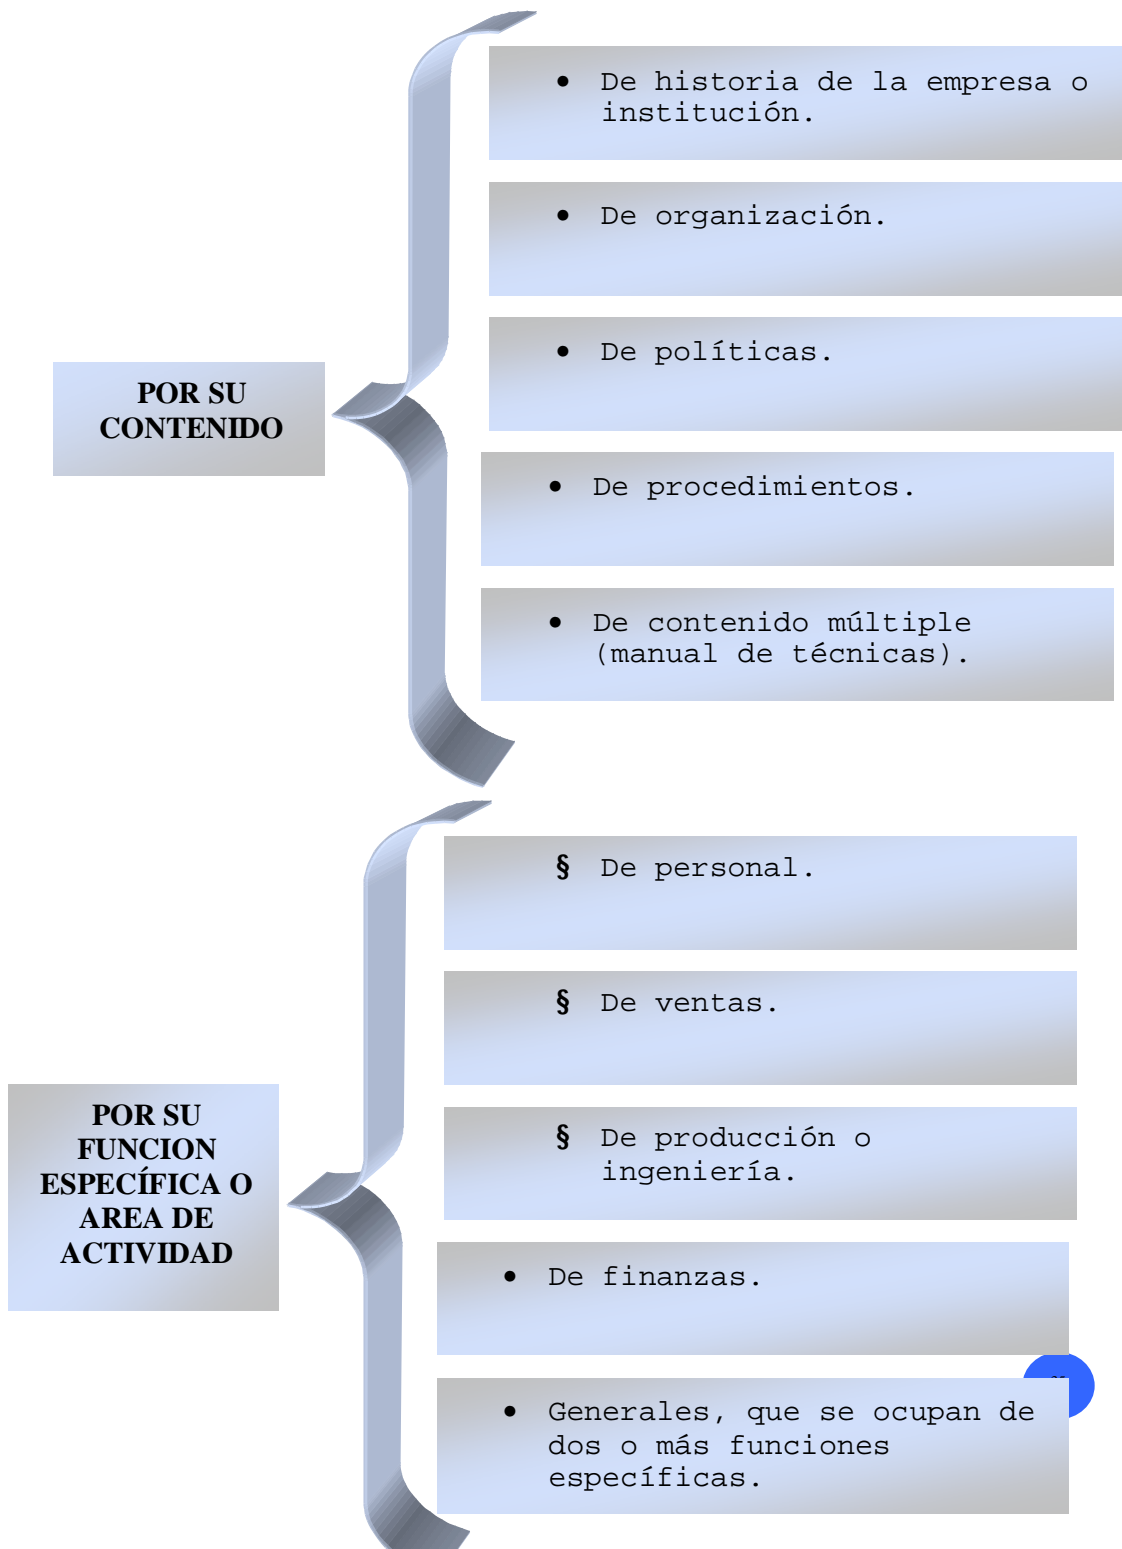 • De historia de la empresa o
institución.
• De organización.
• De políticas.
POR SU
CONTENIDO
• De procedimientos.
• De contenido múltiple
(manual de técnicas).
§ De personal.
§ De ventas.
§ De producción o
ingeniería.
POR SU
FUNCION
ESPECÍFICA O
AREA DE
ACTIVIDAD
• De finanzas.
• Generales, que se ocupan de
dos o más funciones
específicas.